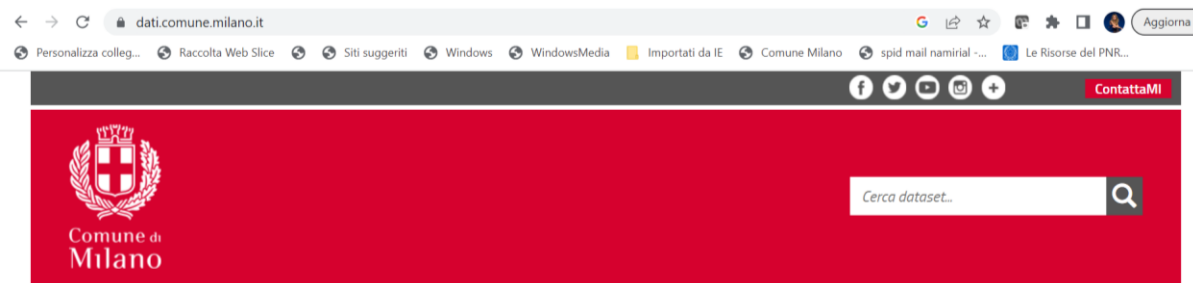 dati.comune.milano.it
Aggiorna
Personalizza colleg... Raccolta Web Slice Siti suggeriti Windows WindowsMedia Importati da IE Comune Milano spid mail namirial -... Le Risorse del PNR...
ContattaMI
Cerca dataset...
Comune di
Milano